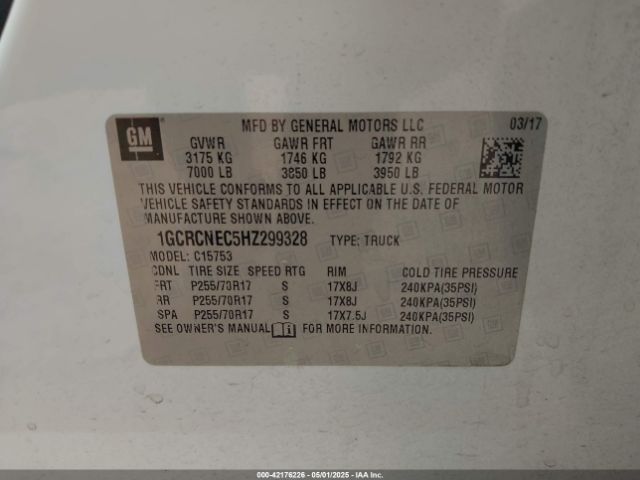 GM
MFD BY GENERAL MOTORS LLC 03/17
GVWR GAWR FRT GAWR RR
3175 KG 1746 KG 1792 KG
7000 LB 3850 LB 3950 LB
THIS VEHICLE CONFORMS TO ALL APPLICABLE U.S. FEDERAL MOTOR
VEHICLE SAFETY STANDARDS IN EFFECT ON THE DATE OF
MANUFACTURE SHOWN ABOVE.
1GCRCNEC5HZ299328 TYPE: TRUCK
MODEL: C15753
CDNL TIRE SIZE SPEED RTG RIM COLD TIRE PRESSURE
FRT P255/70R17 S 17X8J 240KPA(35PSI)
RR P255/70R17 S 17X8J 240KPA(35PSI)
SPA P255/70R17 S 17X7.5J 240KPA(35PSI)
SEE OWNER'S MANUAL FOR MORE INFORMATION.
000-42176226 - 05/01/2025 - IAA, Inc.